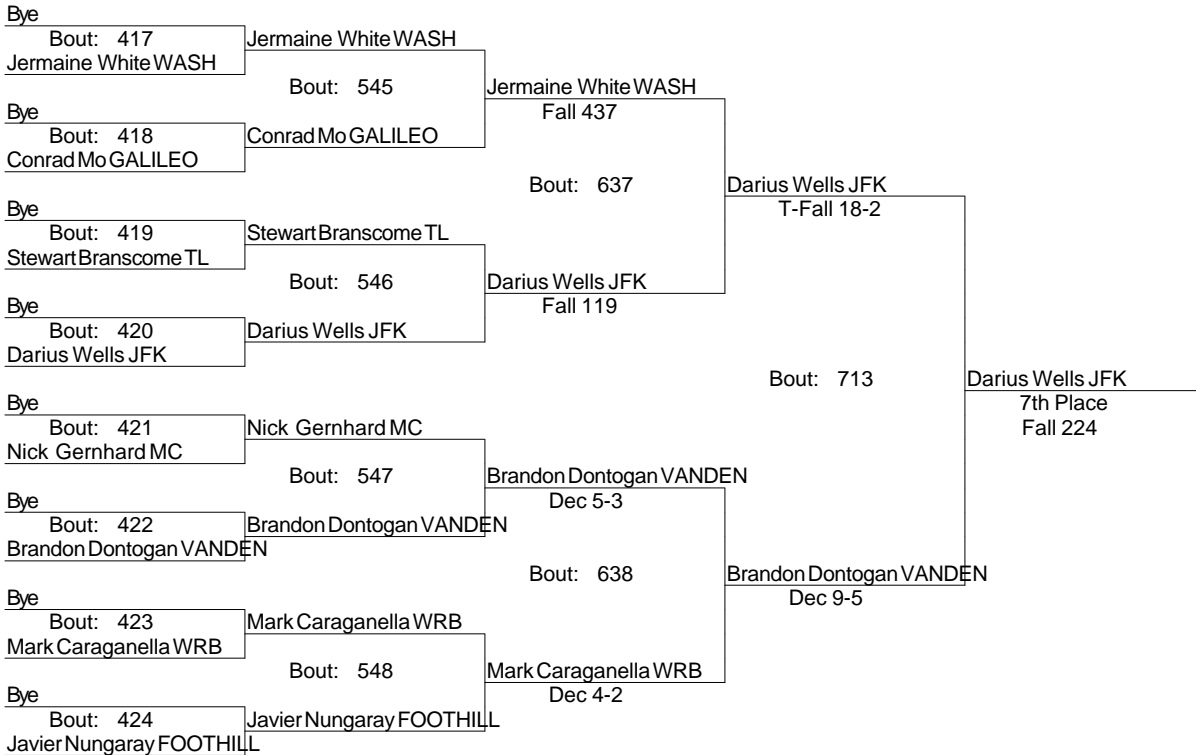 Bye
Bout: 417
Jermaine White WASH
Jermaine White WASH
Bout: 545
Jermaine White WASH
Fall 437
Bye
Bout: 418
Conrad Mo GALILEO
Conrad Mo GALILEO
Bout: 637
Darius Wells JFK
T-Fall 18-2
Bye
Bout: 419
Stewart Branscome TL
Stewart Branscome TL
Bout: 546
Darius Wells JFK
Fall 119
Bye
Bout: 420
Darius Wells JFK
Darius Wells JFK
Bout: 713
Darius Wells JFK
7th Place
Fall 224
Bye
Bout: 421
Nick Gernhard MC
Nick Gernhard MC
Bout: 547
Brandon Dontogan VANDEN
Dec 5-3
Bye
Bout: 422
Brandon Dontogan VANDEN
Brandon Dontogan VANDEN
Bout: 638
Brandon Dontogan VANDEN
Dec 9-5
Bye
Bout: 423
Mark Caraganella WRB
Mark Caraganella WRB
Bout: 548
Mark Caraganella WRB
Dec 4-2
Bye
Bout: 424
Javier Nungaray FOOTHILL
Javier Nungaray FOOTHILL